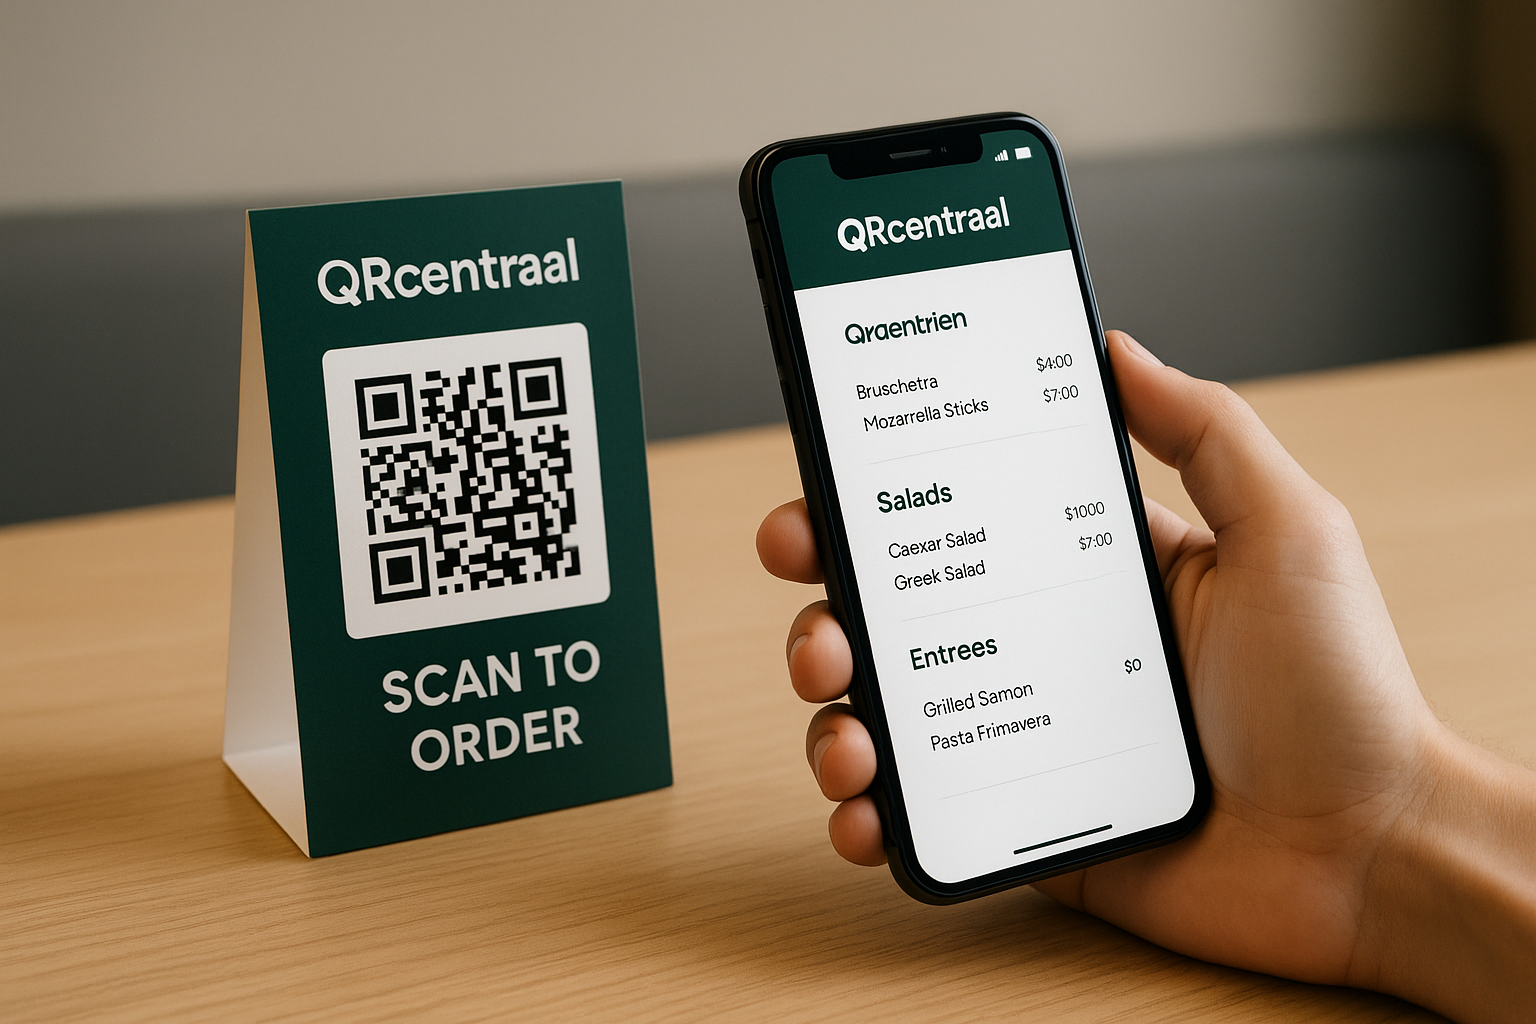 QRcentraal
SCAN TO
ORDER
QRcentraal
Qraentrien
Bruschetra $4:00
Mozarrella Sticks $7:00
Salads
Caexar Salad $1000
Greek Salad $7:00
Entrees
Grilled Samon $0
Pasta Frimavera